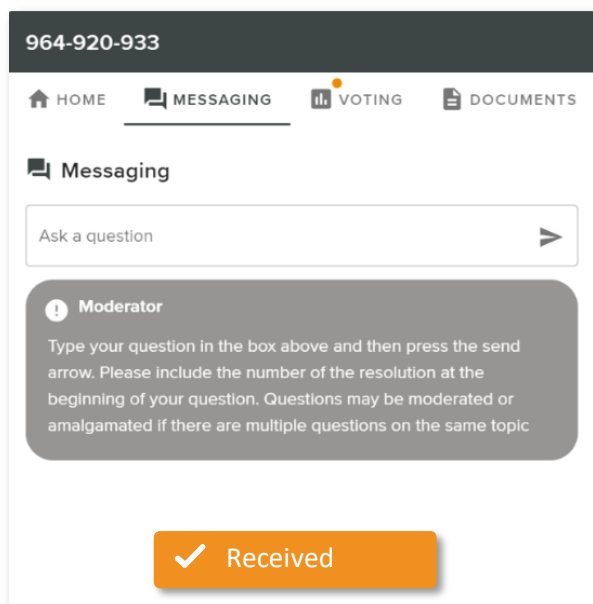 964-920-933
HOME MESSAGING VOTING DOCUMENTS
Messaging
Ask a question
Moderator
Type your question in the box above and then press the send
arrow. Please include the number of the resolution at the
beginning of your question. Questions may be moderated or
amalgamated if there are multiple questions on the same topic
Received